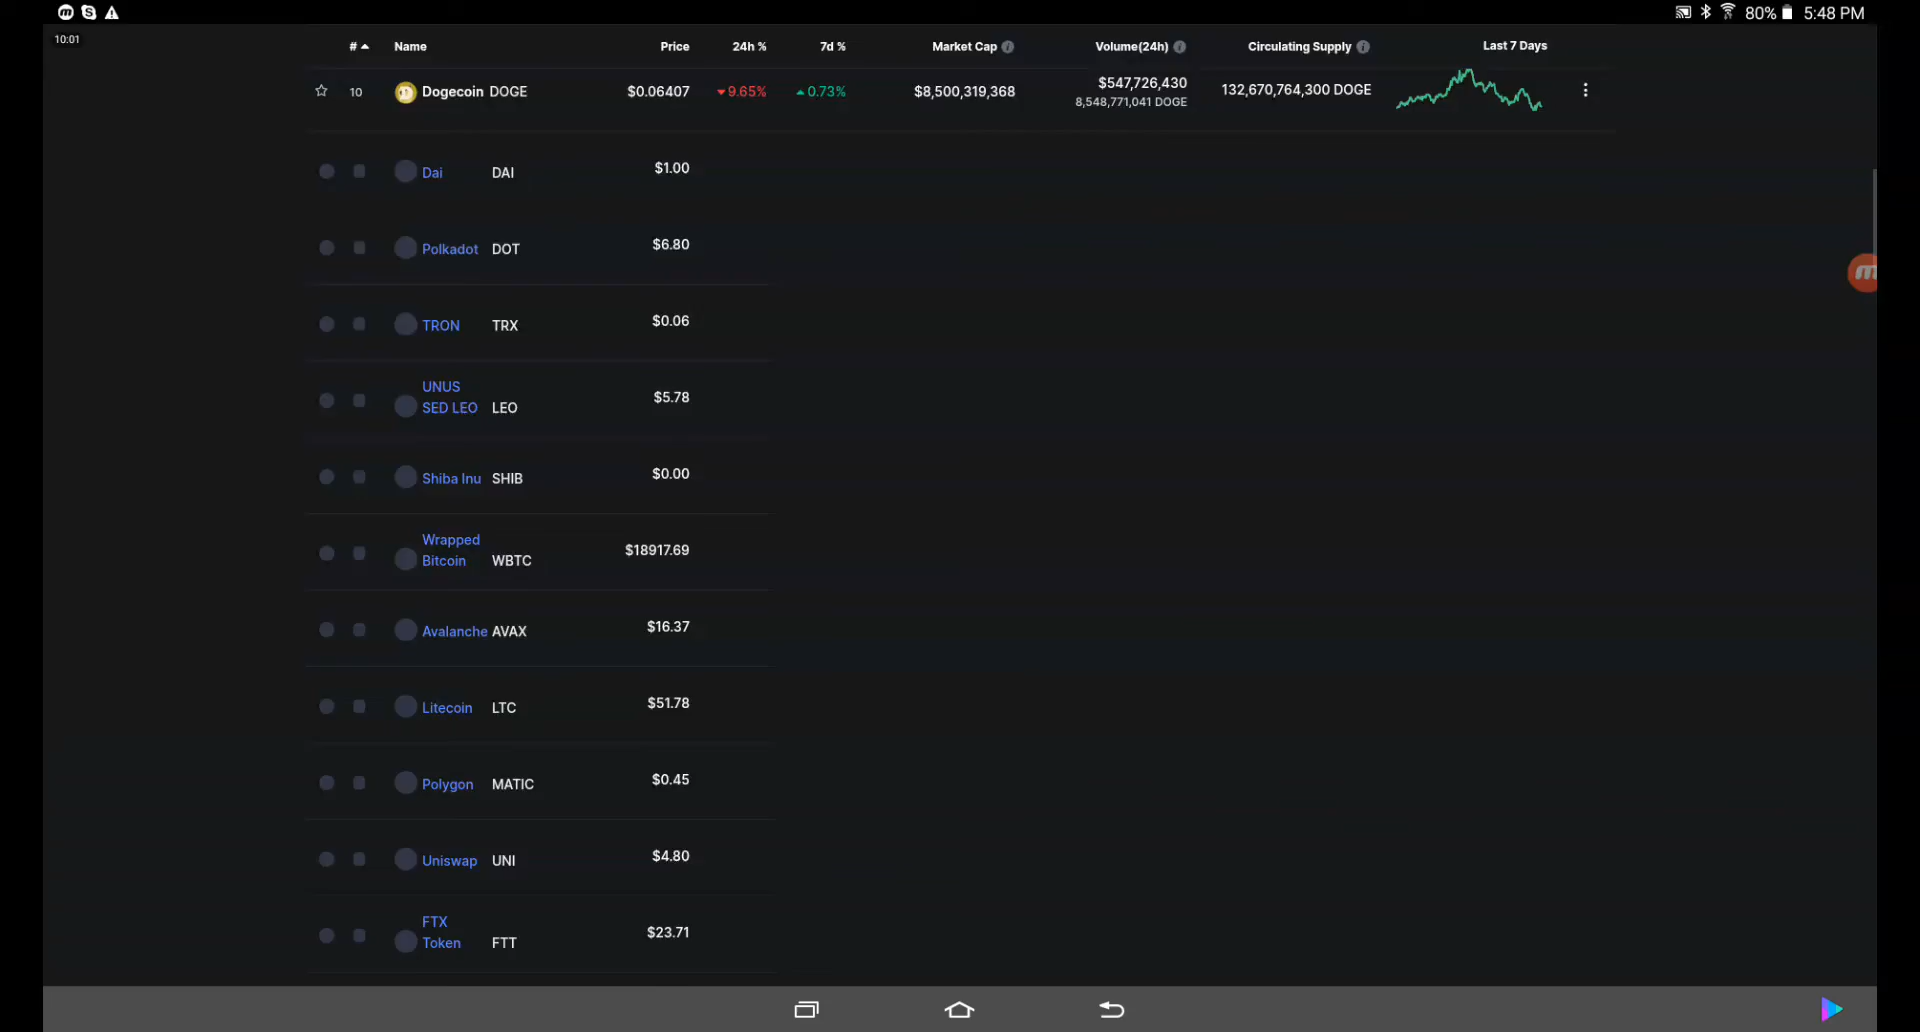 80% 5:48 PM
10:01
# Name Price 24h % 7d % Market Cap Volume(24h) Circulating Supply Last 7 Days
10 Dogecoin DOGE $0.06407 9.65% 0.73% $8,500,319,368 $547,726,430 132,670,764,300 DOGE
8,548,771,041 DOGE
Dai DAI $1.00
Polkadot DOT $6.80
TRON TRX $0.06
UNUS
SED LEO LEO $5.78
Shiba Inu SHIB $0.00
Wrapped
Bitcoin WBTC $18917.69
Avalanche AVAX $16.37
Litecoin LTC $51.78
Polygon MATIC $0.45
Uniswap UNI $4.80
FTX
Token FTT $23.71